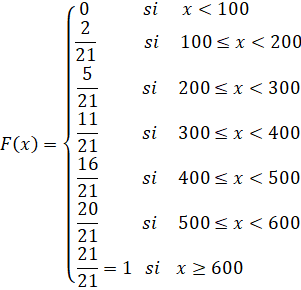 F(x) = { 0 si x < 100
2/21 si 100 ≤ x < 200
5/21 si 200 ≤ x < 300
11/21 si 300 ≤ x < 400
16/21 si 400 ≤ x < 500
20/21 si 500 ≤ x < 600
21/21 = 1 si x ≥ 600